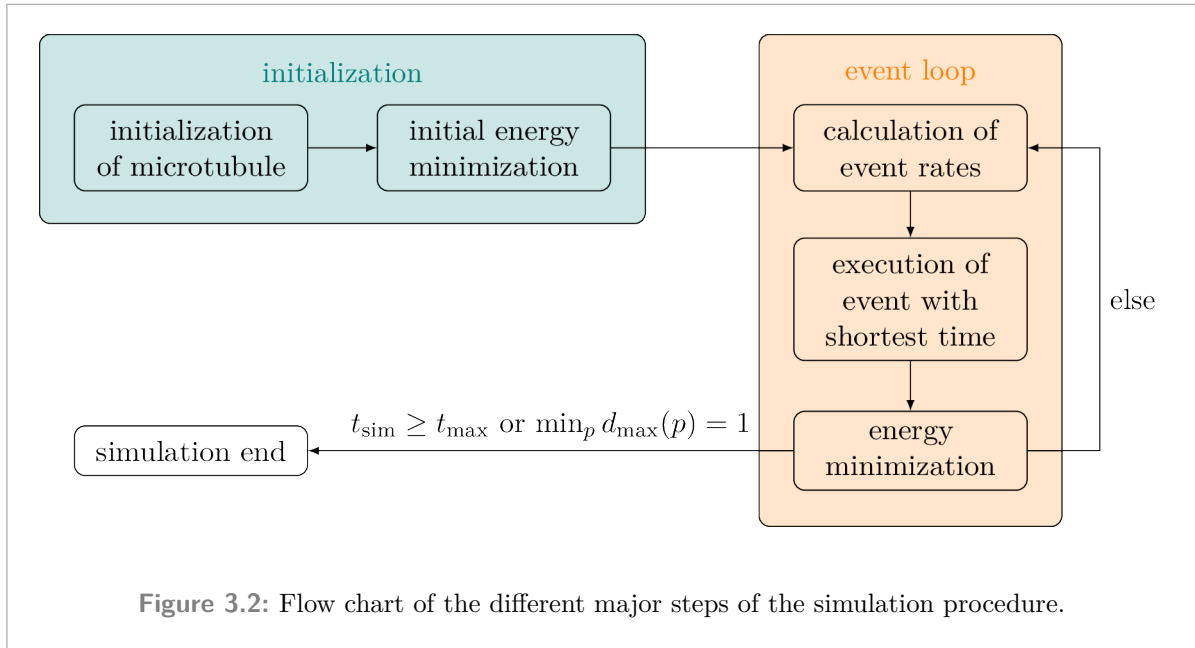 initialization
initialization
of microtubule
initial energy
minimization
event loop
calculation of
event rates
execution of
event with
shortest time
else
energy
minimization
t_sim ≥ t_max or min_p d_max(p) = 1
simulation end
Figure 3.2: Flow chart of the different major steps of the simulation procedure.